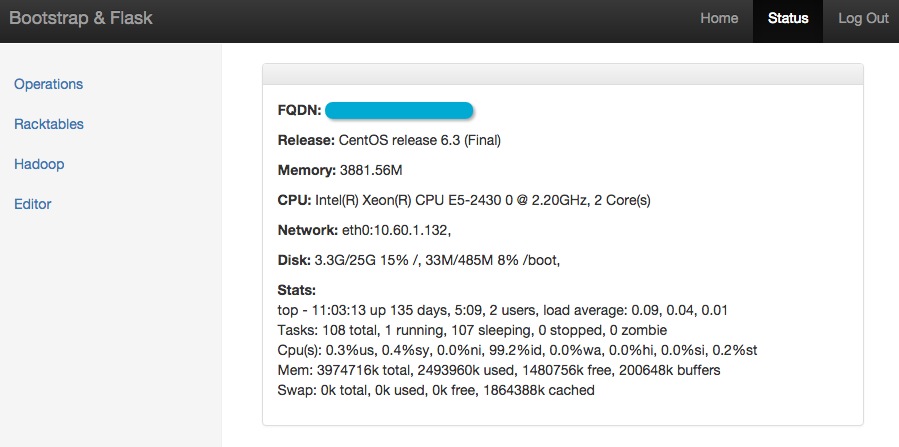 Bootstrap & Flask
Home
Status
Log Out
Operations
Racktables
Hadoop
Editor
FQDN:
Release: CentOS release 6.3 (Final)
Memory: 3881.56M
CPU: Intel(R) Xeon(R) CPU E5-2430 0 @ 2.20GHz, 2 Core(s)
Network: eth0:10.60.1.132,
Disk: 3.3G/25G 15% /, 33M/485M 8% /boot,
Stats:
top - 11:03:13 up 135 days, 5:09, 2 users, load average: 0.09, 0.04, 0.01
Tasks: 108 total, 1 running, 107 sleeping, 0 stopped, 0 zombie
Cpu(s): 0.3%us, 0.4%sy, 0.0%ni, 99.2%id, 0.0%wa, 0.0%hi, 0.0%si, 0.2%st
Mem: 3974716k total, 2493960k used, 1480756k free, 200648k buffers
Swap: 0k total, 0k used, 0k free, 1864388k cached